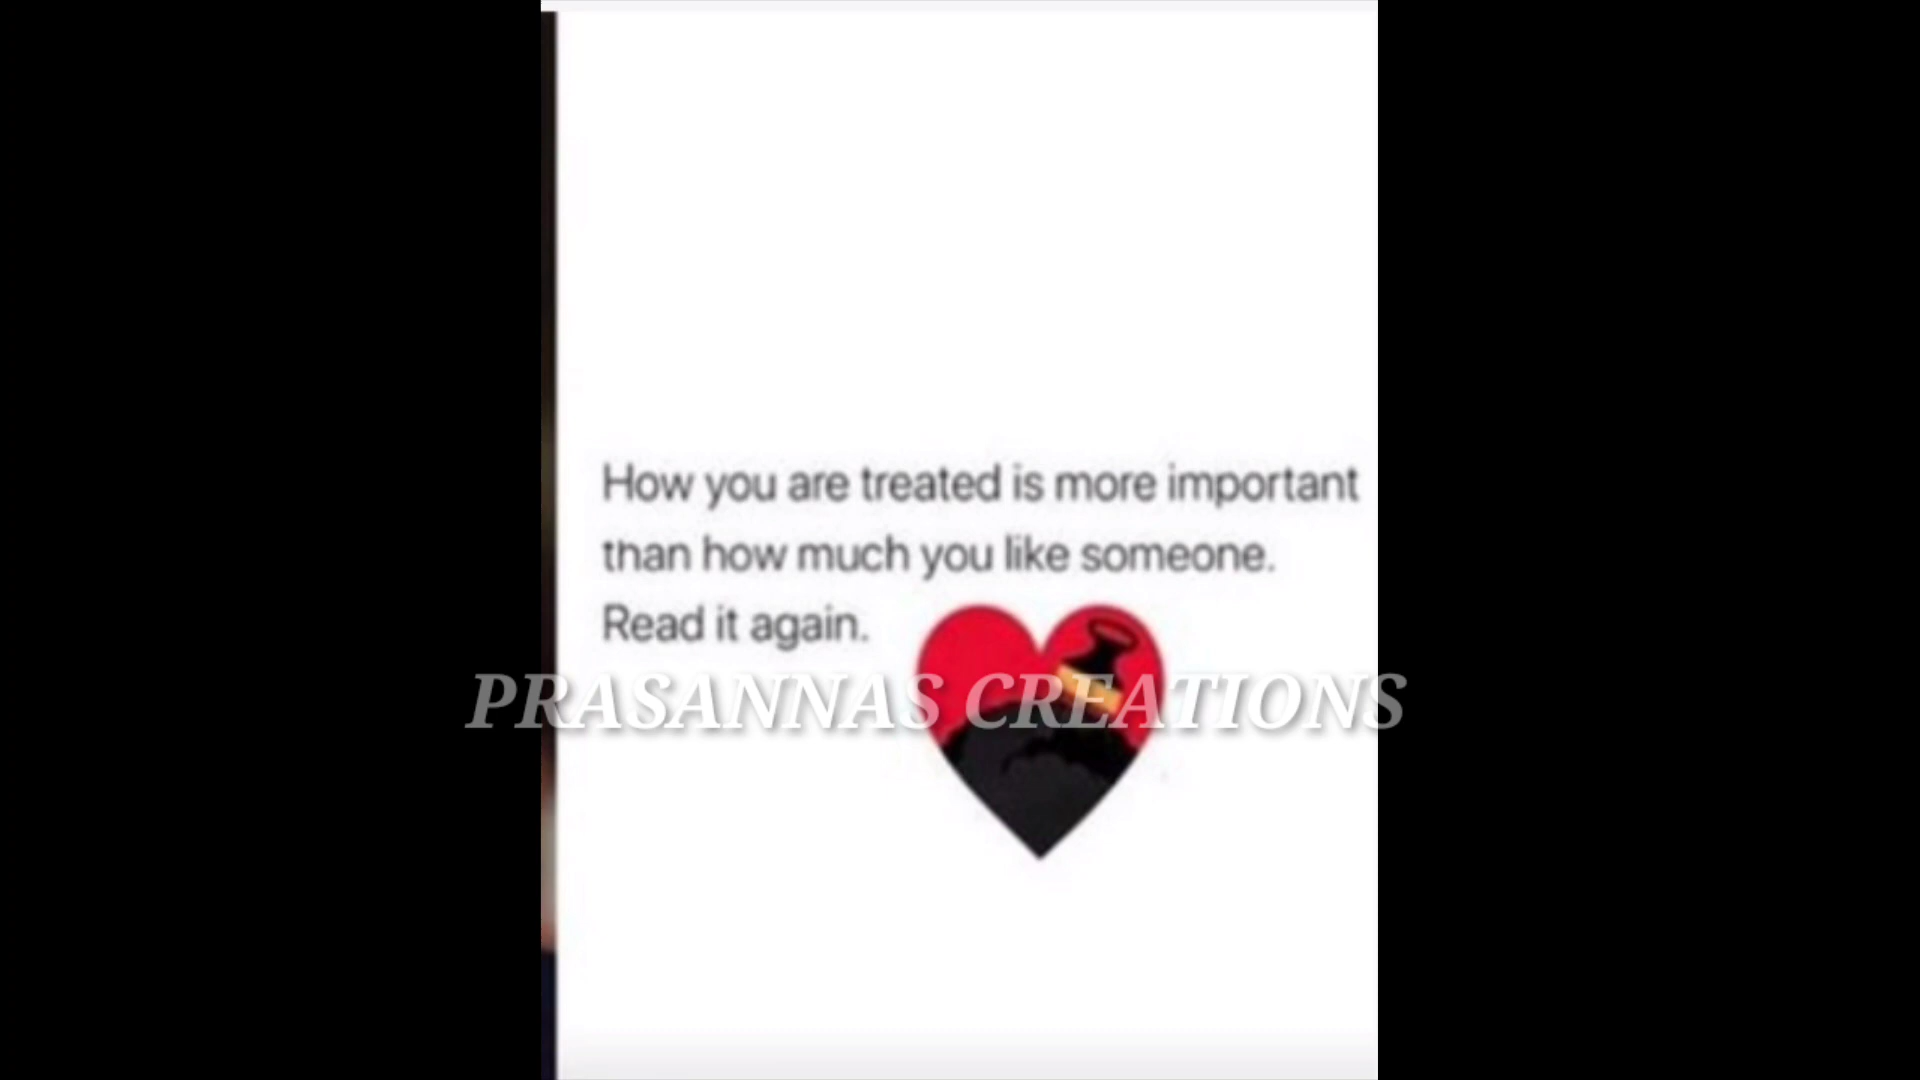 How you are treated is more important
than how much you like someone.
Read it again.
PRASANNAS CREATIONS